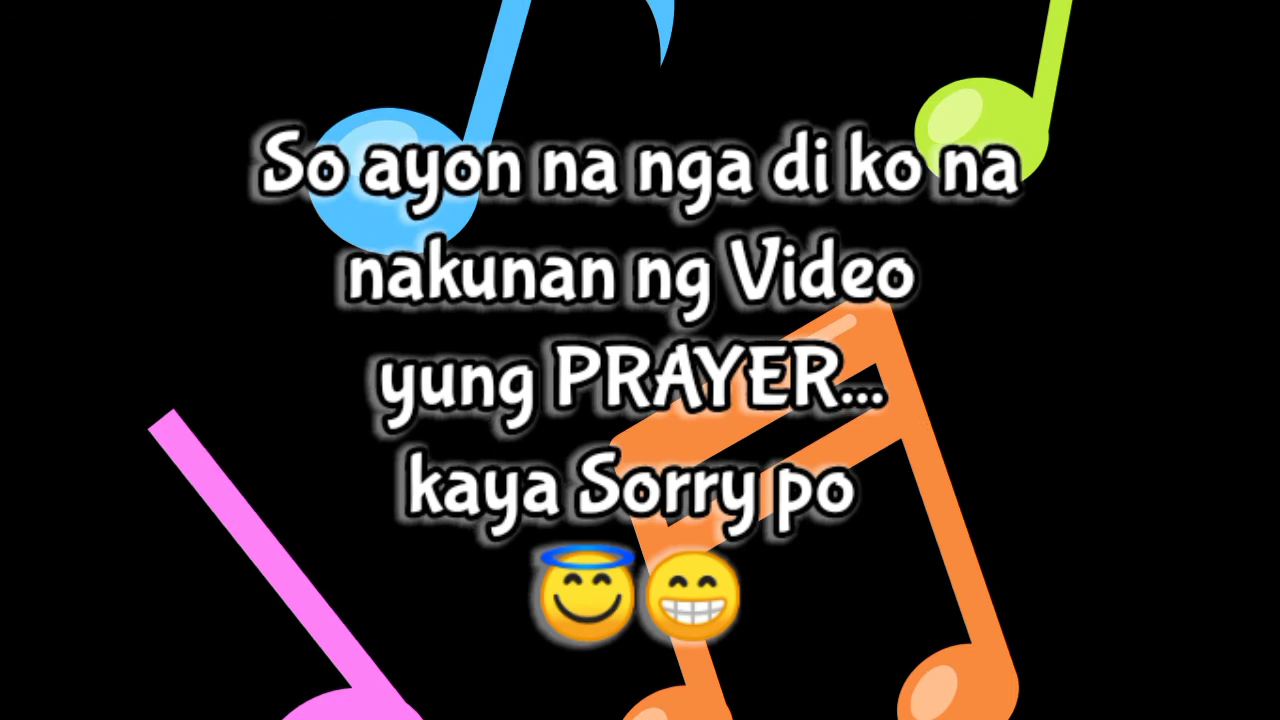 So ayon na nga di ko na
nakunan ng Video
yung PRAYER...
kaya Sorry po
😇😁